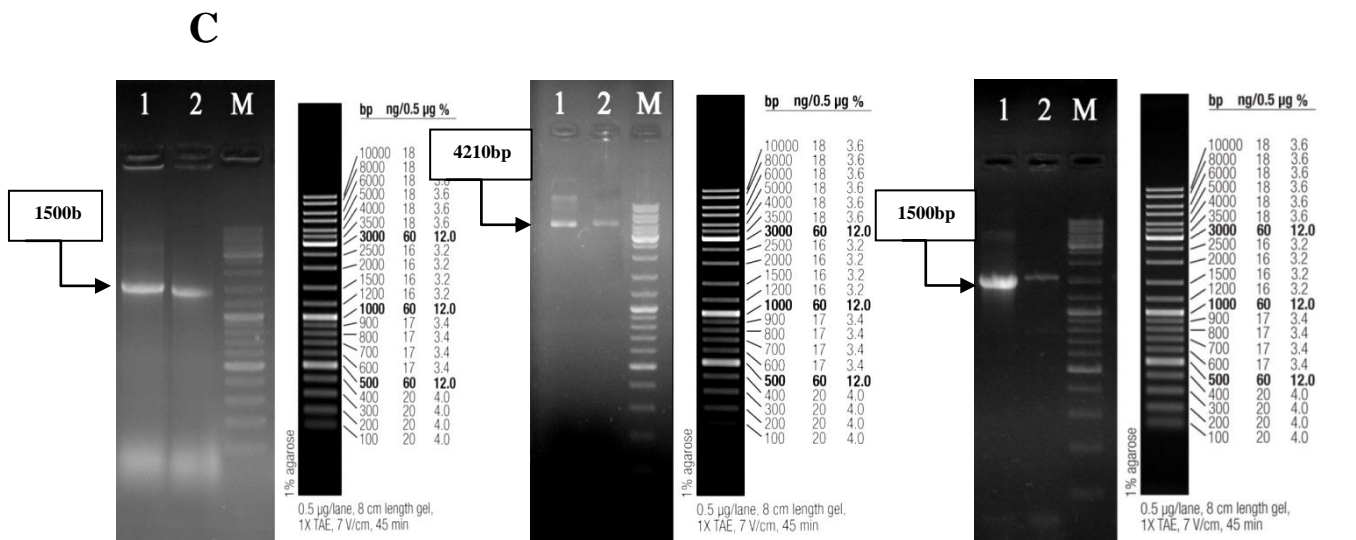 C
1 2 M
1500b
bp ng/0.5 µg %
10000 18
8000 18
6000 18 3.6
5000 18 3.6
4000 18 3.6
3500 18 3.6
3000 60 12.0
2500 16 3.2
2000 16 3.2
1500 16 3.2
1200 16 3.2
1000 60 12.0
900 17 3.4
800 17 3.4
700 17 3.4
600 17 3.4
500 60 12.0
400 20 4.0
300 20 4.0
200 20 4.0
100 20 4.0
1% agarose
0.5 µg/lane, 8 cm length gel,
1X TAE, 7 V/cm, 45 min
4210bp
1 2 M
bp ng/0.5 µg %
10000 18 3.6
8000 18 3.6
6000 18 3.6
5000 18 3.6
4000 18 3.6
3500 18 3.6
3000 60 12.0
2500 16 3.2
2000 16 3.2
1500 16 3.2
1200 16 3.2
1000 60 12.0
900 17 3.4
800 17 3.4
700 17 3.4
600 17 3.4
500 60 12.0
400 20 4.0
300 20 4.0
200 20 4.0
100 20 4.0
1% agarose
0.5 µg/lane, 8 cm length gel,
1X TAE, 7 V/cm, 45 min
1500bp
1 2 M
bp ng/0.5 µg %
10000 18 3.6
8000 18 3.6
6000 18 3.6
5000 18 3.6
4000 18 3.6
3500 18 3.6
3000 60 12.0
2500 16 3.2
2000 16 3.2
1500 16 3.2
1200 16 3.2
1000 60 12.0
900 17 3.4
800 17 3.4
700 17 3.4
600 17 3.4
500 60 12.0
400 20 4.0
300 20 4.0
200 20 4.0
100 20 4.0
1% agarose
0.5 µg/lane, 8 cm length gel,
1X TAE, 7 V/cm, 45 min